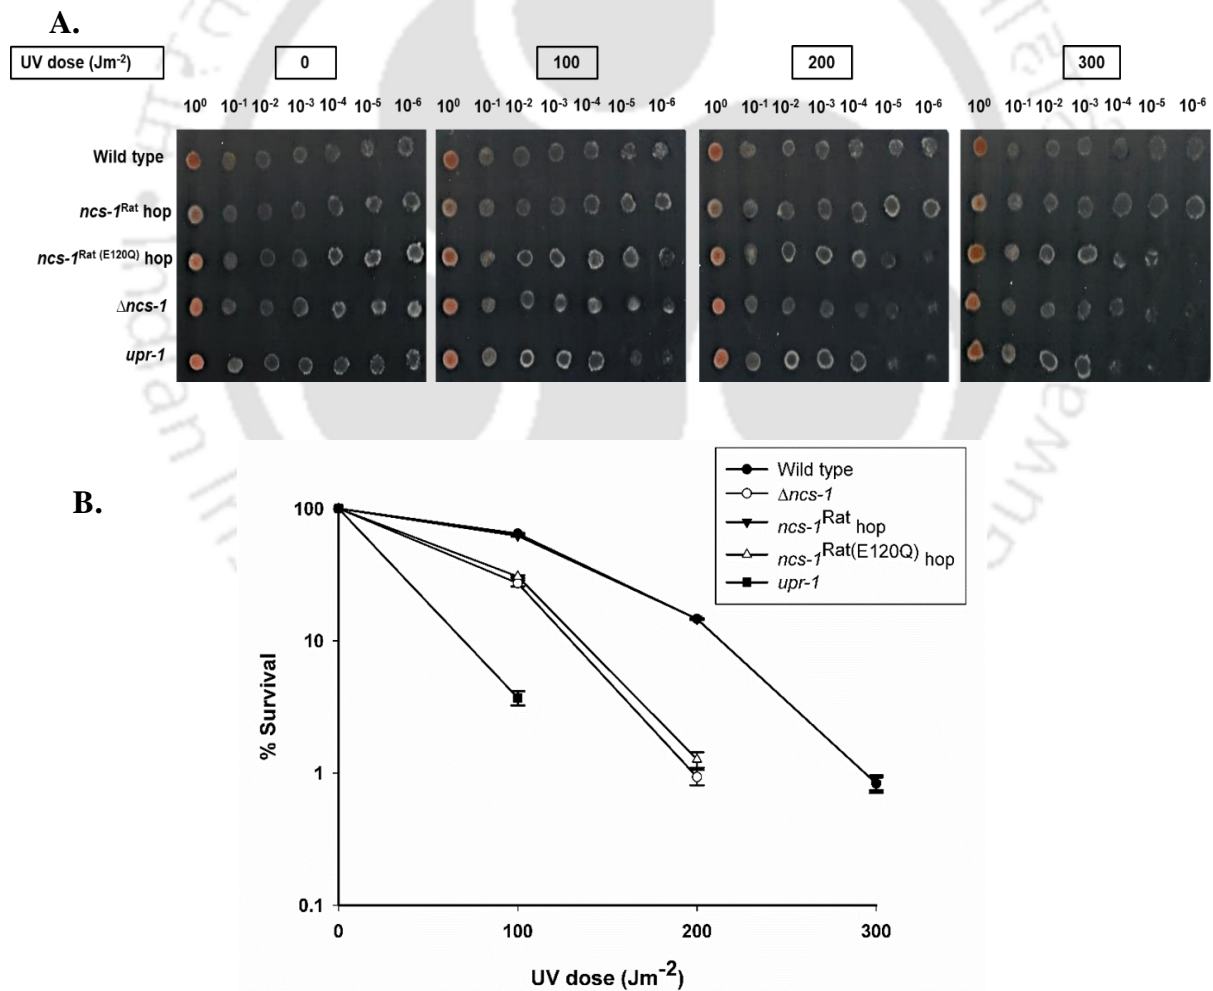 A.
UV dose (Jm-2) 0 100 200 300
10⁰ 10⁻¹ 10⁻² 10⁻³ 10⁻⁴ 10⁻⁵ 10⁻⁶ 10⁰ 10⁻¹ 10⁻² 10⁻³ 10⁻⁴ 10⁻⁵ 10⁻⁶ 10⁰ 10⁻¹ 10⁻² 10⁻³ 10⁻⁴ 10⁻⁵ 10⁻⁶ 10⁰ 10⁻¹ 10⁻² 10⁻³ 10⁻⁴ 10⁻⁵ 10⁻⁶
Wild type
ncs-1Rat hop
ncs-1Rat (E120Q) hop
Δncs-1
upr-1
Indian In
uwa
B.
Wild type
Δncs-1
ncs-1Rat hop
ncs-1Rat(E120Q) hop
upr-1
100
10
1
0.1
% Survival
0 100 200 300
UV dose (Jm-2)